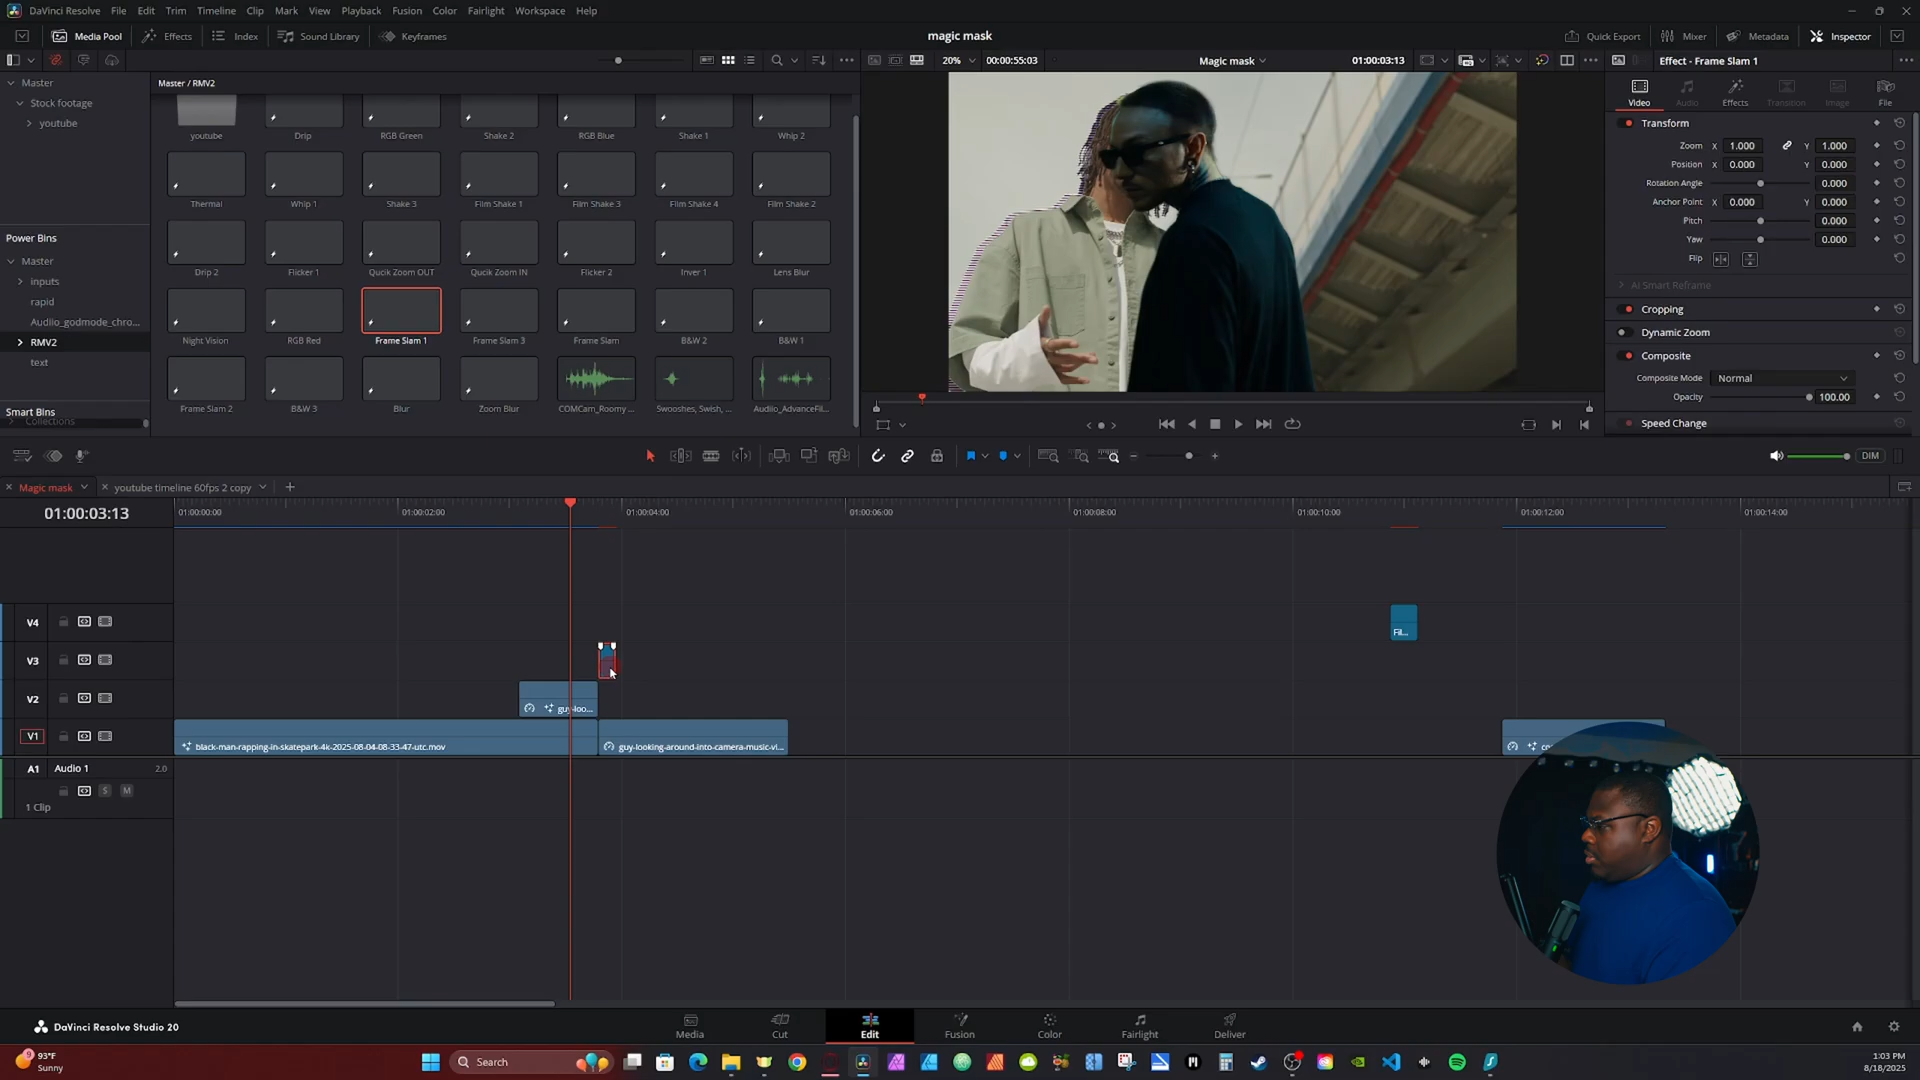 DaVinci Resolve File Edit Trim Timeline Clip Mark View Playback Fusion Color Fairlight Workspace Help
Media Pool Effects Index Sound Library Keyframes magic mask Quick Export Mixer Metadata Inspector
20% 00:00:55:03 Magic mask 01:00:03:13 Effect - Frame Slam 1
Master
Master / RMV2
Stock footage
youtube
Power Bins
Master
inputs
rapid
Audiio_godmode_chro...
RMV2
text
Smart Bins
Collections
youtube Drip RGB Green Shake 2 RGB Blue Shake 1 Whip 2
Thermal Whip 1 Shake 3 Film Shake 1 Film Shake 3 Film Shake 4 Film Shake 2
Drip 2 Flicker 1 Qucik Zoom OUT Qucik Zoom IN Flicker 2 Inver 1 Lens Blur
Night Vision RGB Red Frame Slam 1 Frame Slam 3 Frame Slam B&W 2 B&W 1
Frame Slam 2 B&W 3 Blur Zoom Blur COMCam_Roomy ... Swooshes, Swish, ... Audiio_AdvanceFil...
Video Audio Effects Transition Image File
Transform
Zoom X 1.000 Y 1.000
Position X 0.000 Y 0.000
Rotation Angle 0.000
Anchor Point X 0.000 Y 0.000
Pitch 0.000
Yaw 0.000
Flip
AI Smart Reframe
Cropping
Dynamic Zoom
Composite
Composite Mode Normal
Opacity 100.00
Speed Change
DIM
Magic mask youtube timeline 60fps 2 copy
01:00:03:13 01:00:00:00 01:00:02:00 01:00:04:00 01:00:06:00 01:00:08:00 01:00:10:00 01:00:12:00 01:00:14:00
V4 Fil...
V3
V2 guy-loo...
V1 black-man-rapping-in-skatepark-4k-2025-08-04-08-33-47-utc.mov guy-looking-around-into-camera-music-vi... co
A1 Audio 1 2.0
S M
1 Clip
DaVinci Resolve Studio 20 Media Cut Edit Fusion Color Fairlight Deliver
93°F
Sunny
Search
1:03 PM
8/18/2025